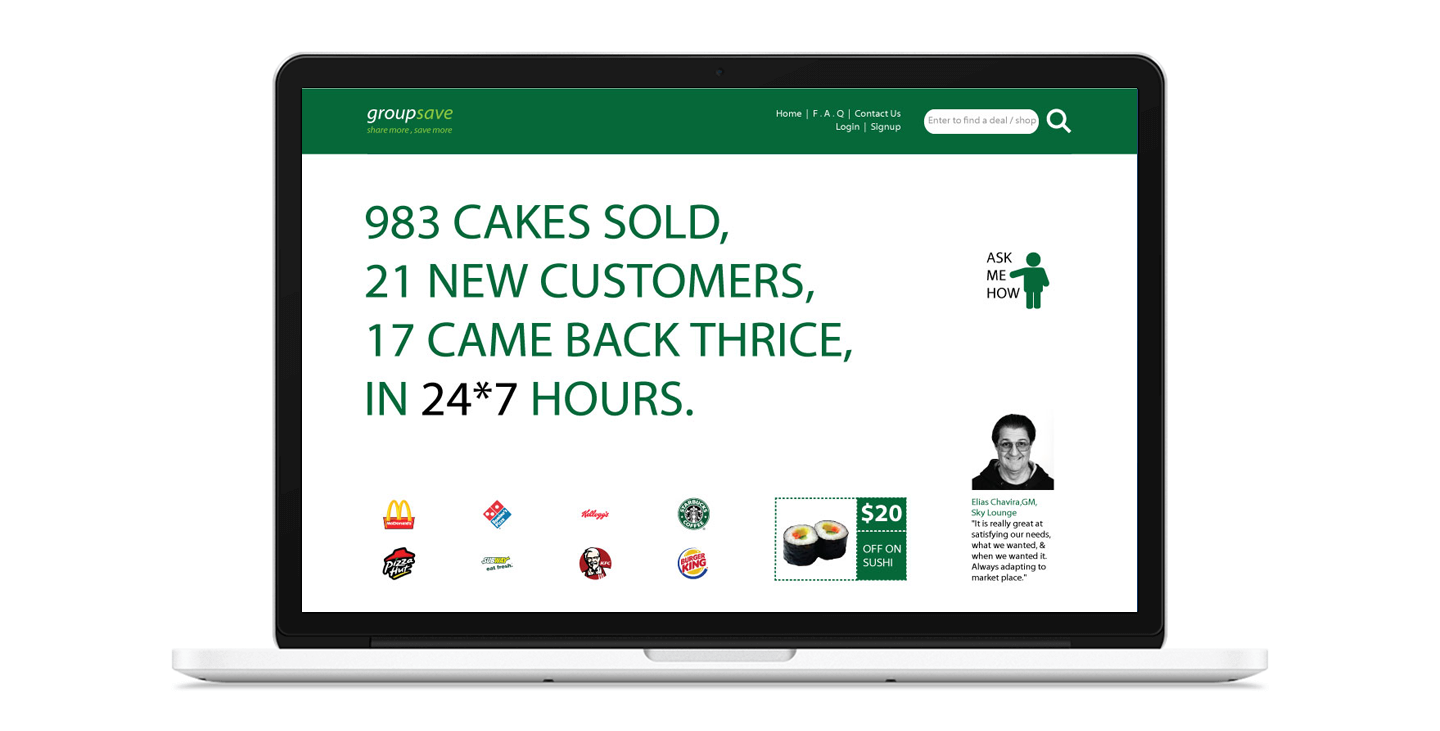 groupsave
share more , save more
Home | F . A . Q | Contact Us
Login | Signup
Enter to find a deal / shop
983 CAKES SOLD,
21 NEW CUSTOMERS,
17 CAME BACK THRICE,
IN 24*7 HOURS.
ASK
ME
HOW
McDonald's
Domino's
Pizza
Kellogg's
STARBUCKS
COFFEE
Pizza
Hut
SUBWAY
eat fresh.
KFC
BURGER
KING
$20
OFF ON
SUSHI
Elias Chavira,GM,
Sky Lounge
"It is really great at
satisfying our needs,
what we wanted, &
when we wanted it.
Always adapting to
market place."